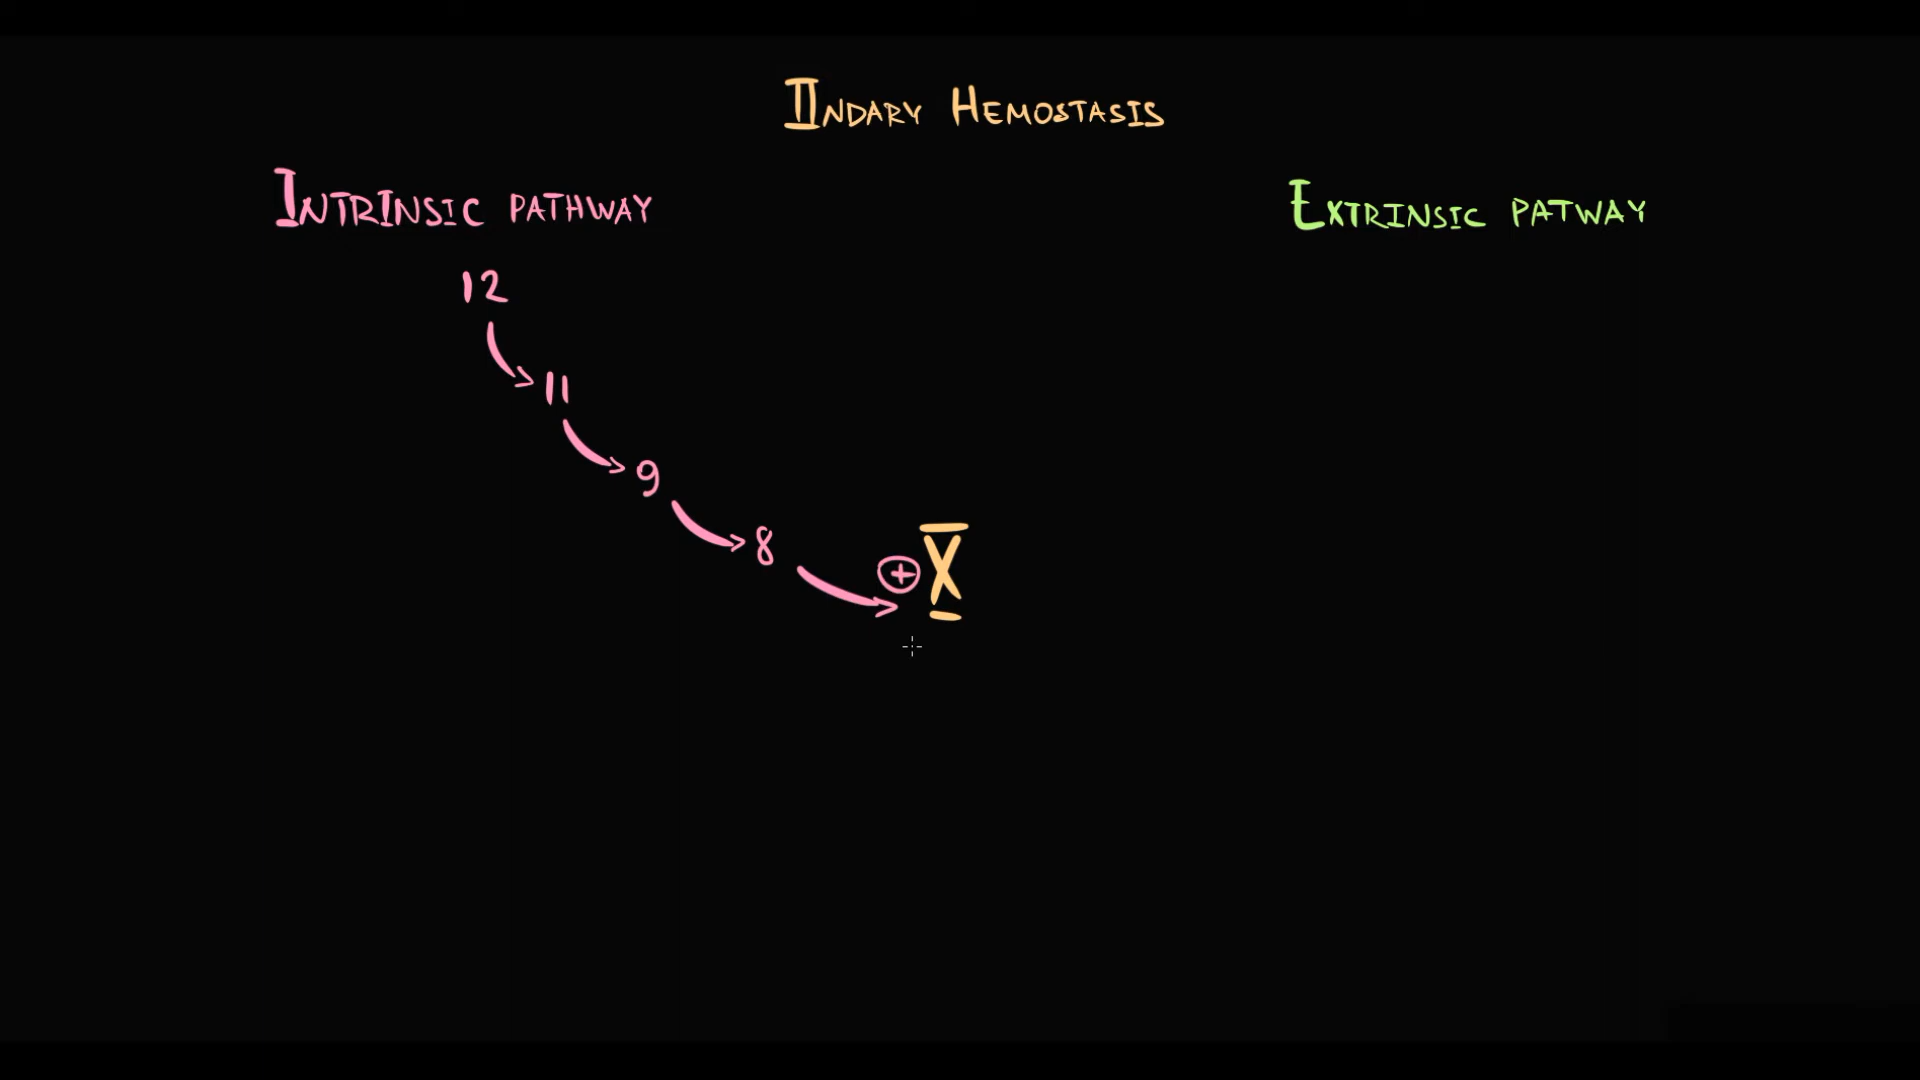 IIndary Hemostasis
Intrinsic pathway
Extrinsic patway
12
11
9
8
+
X